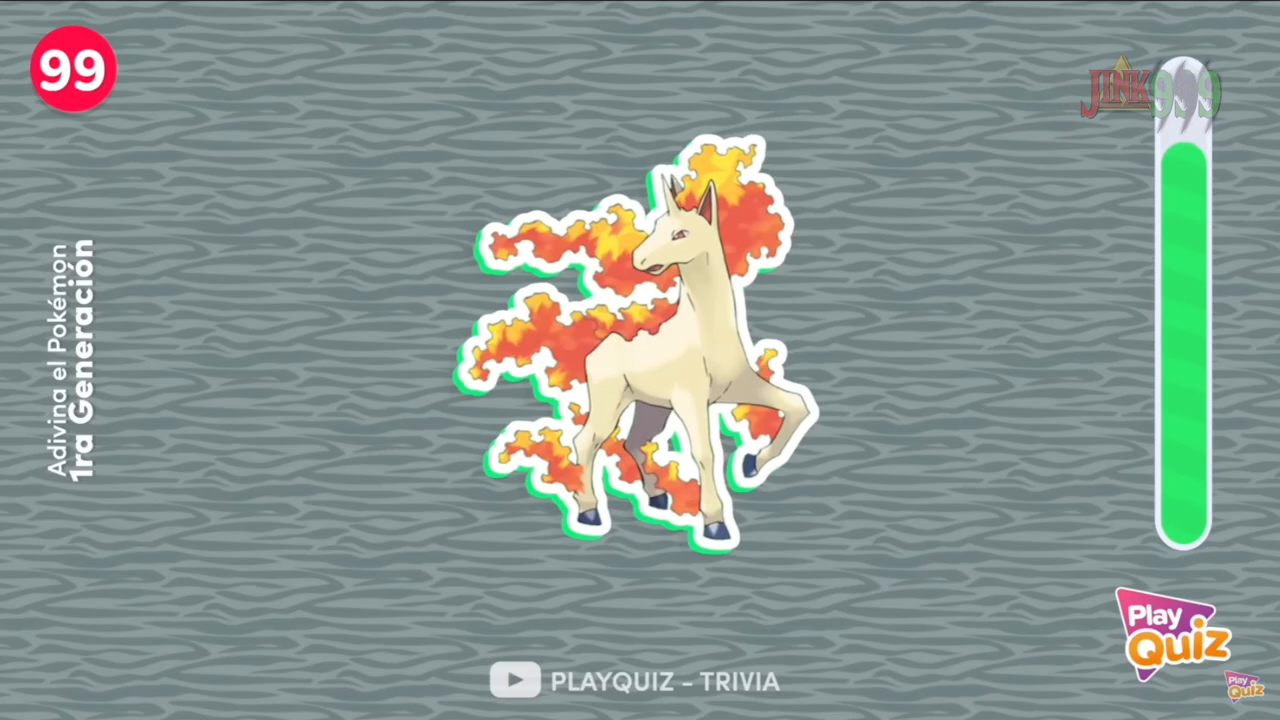 99
JINK999
Adivina el Pokémon
1ra Generación
Play
Quiz
PLAYQUIZ - TRIVIA
Play
Quiz